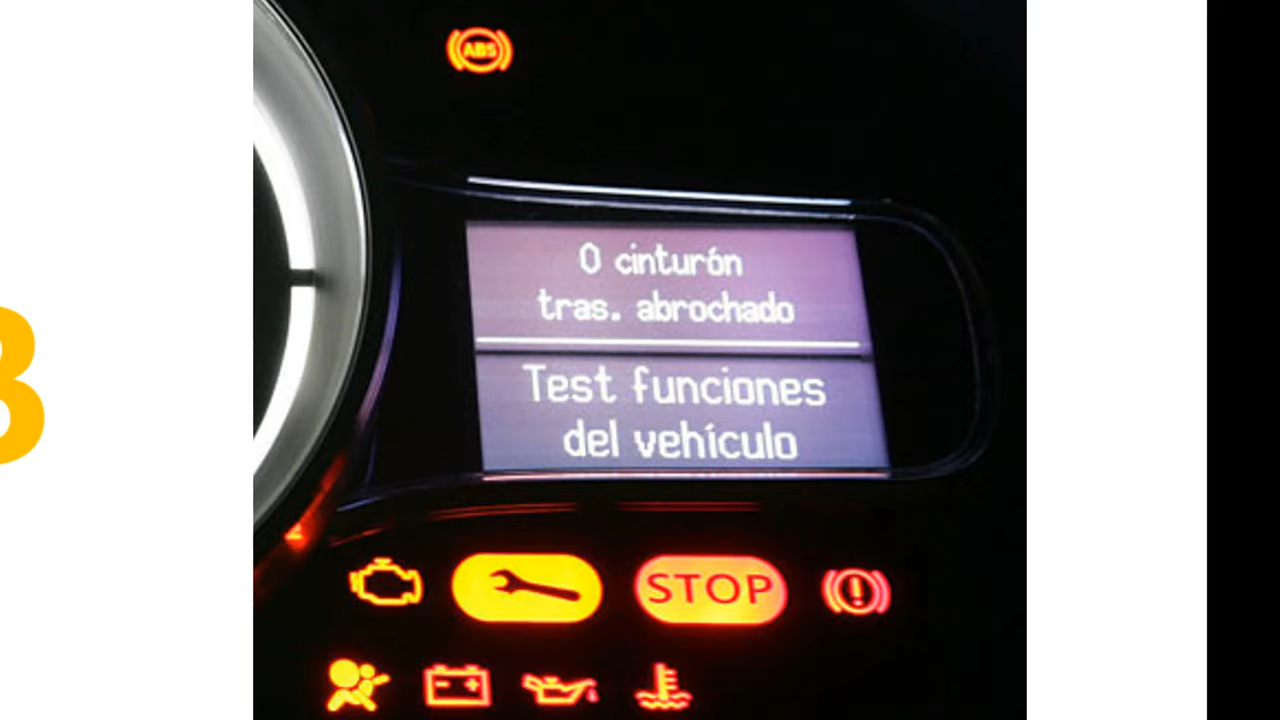 ABS
0 cinturón
tras. abrochado
Test funciones
del vehículo
STOP